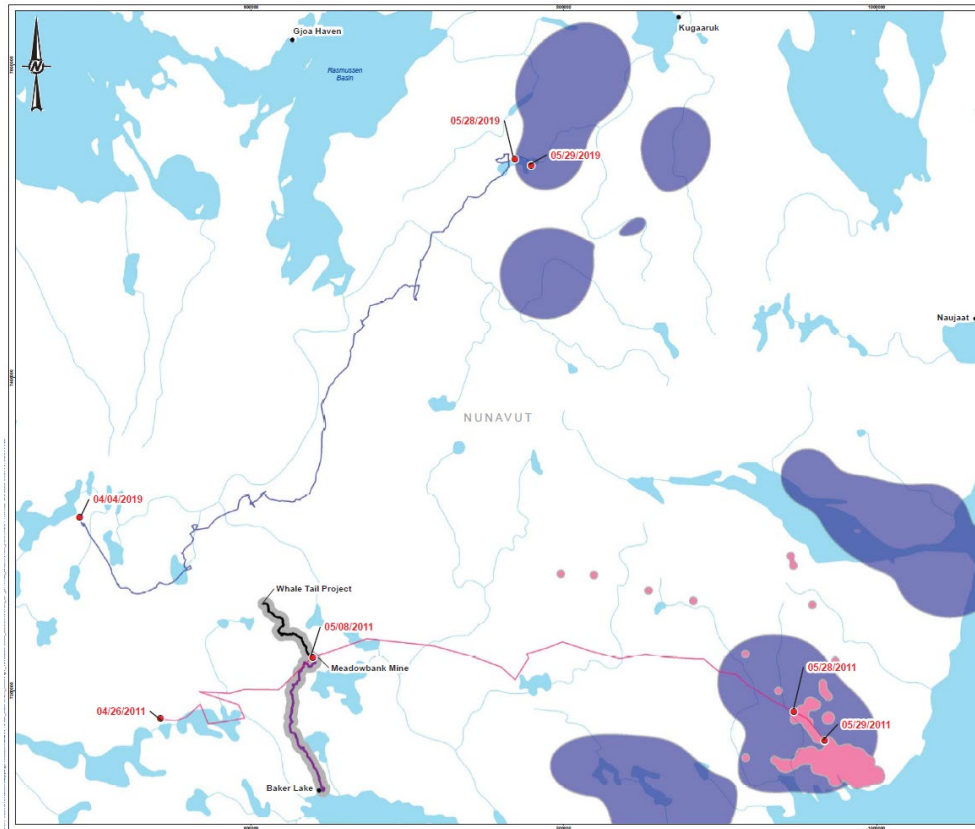 Gjoa Haven
Kugaaruk
N
Rasmussen
Basin
05/28/2019
05/29/2019
Naujaat
NUNAVUT
04/04/2019
Whale Tail Project
05/08/2011
Meadowbank Mine
05/28/2011
04/26/2011
05/29/2011
Baker Lake